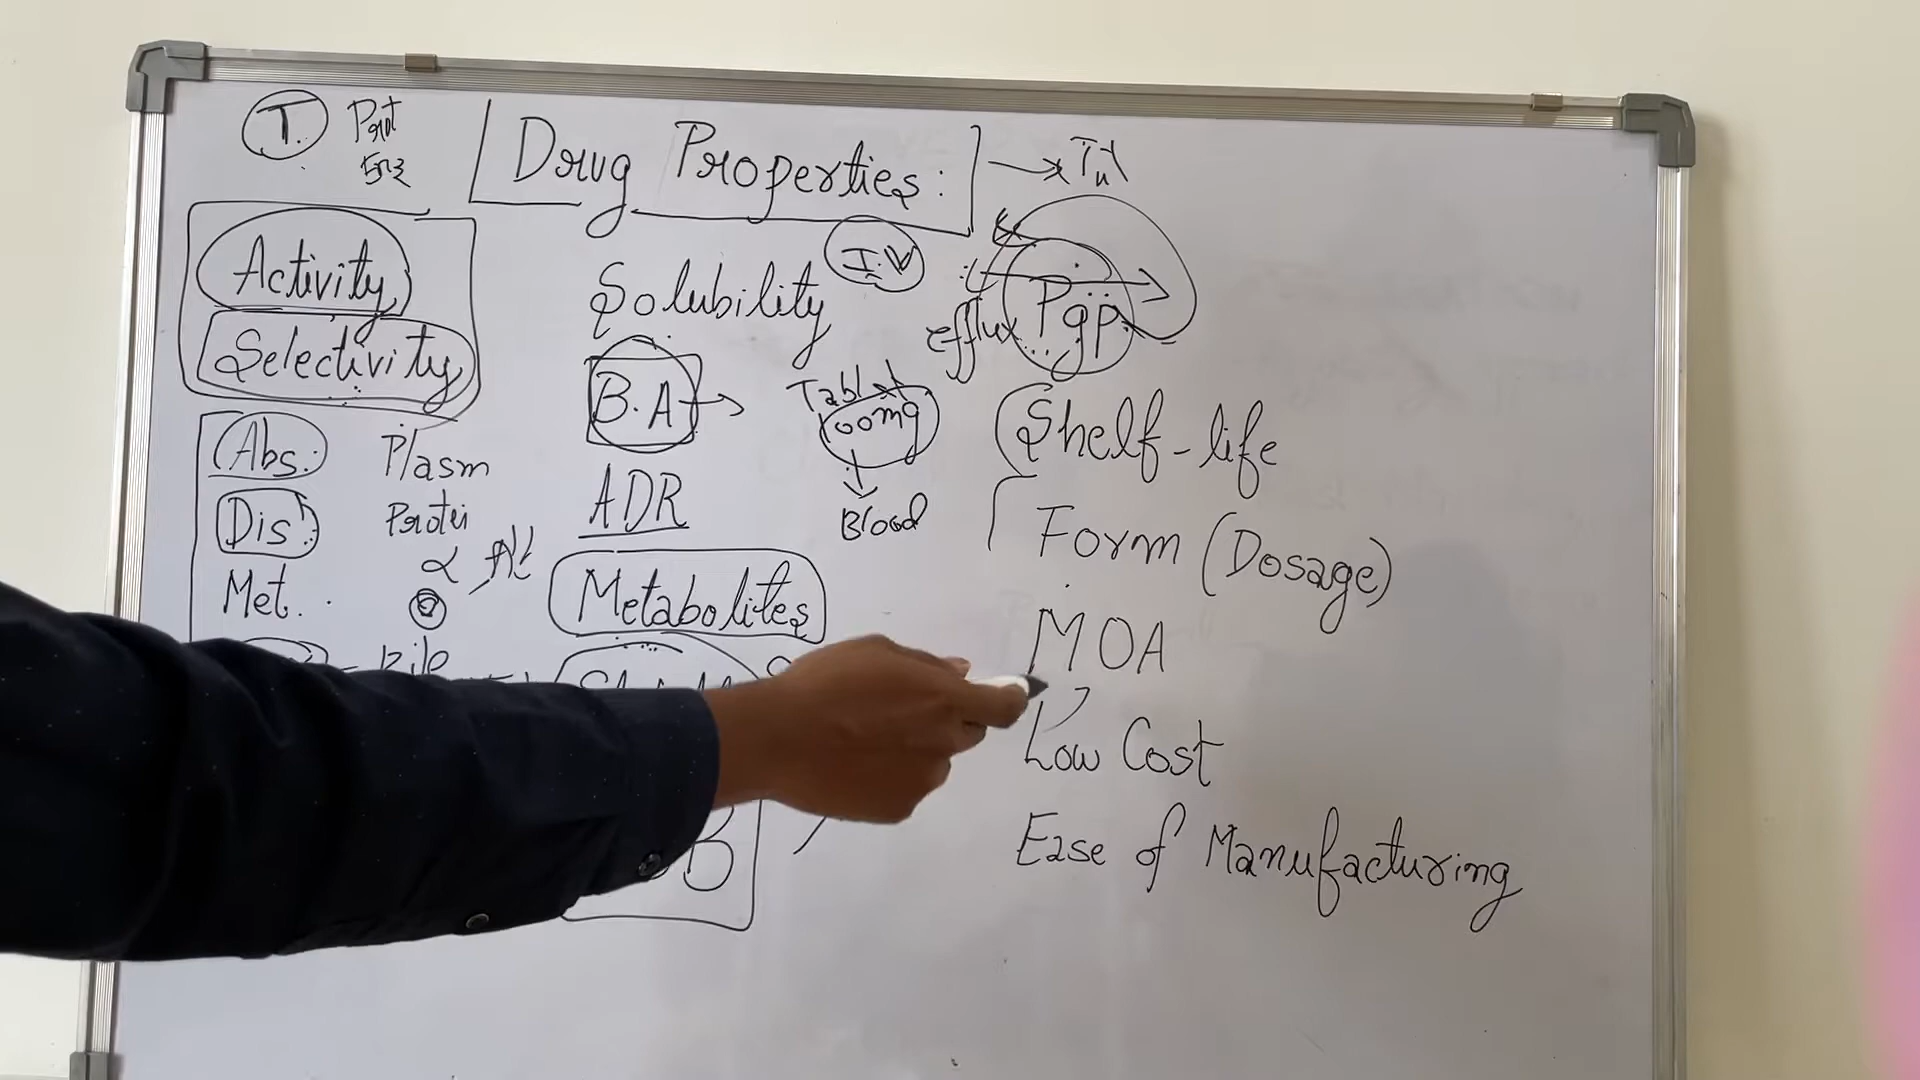 T.
Drug Properties:
Activity
Selectivity
Abs.
Dis.
Met.
Plasm
Solubility
I.V
B.A
Tablet
100mg
Blood
ADR
Metabolites
efflux Pgp
Shelf-life
Form (Dosage)
MOA
Low Cost
Ease of Manufacturing